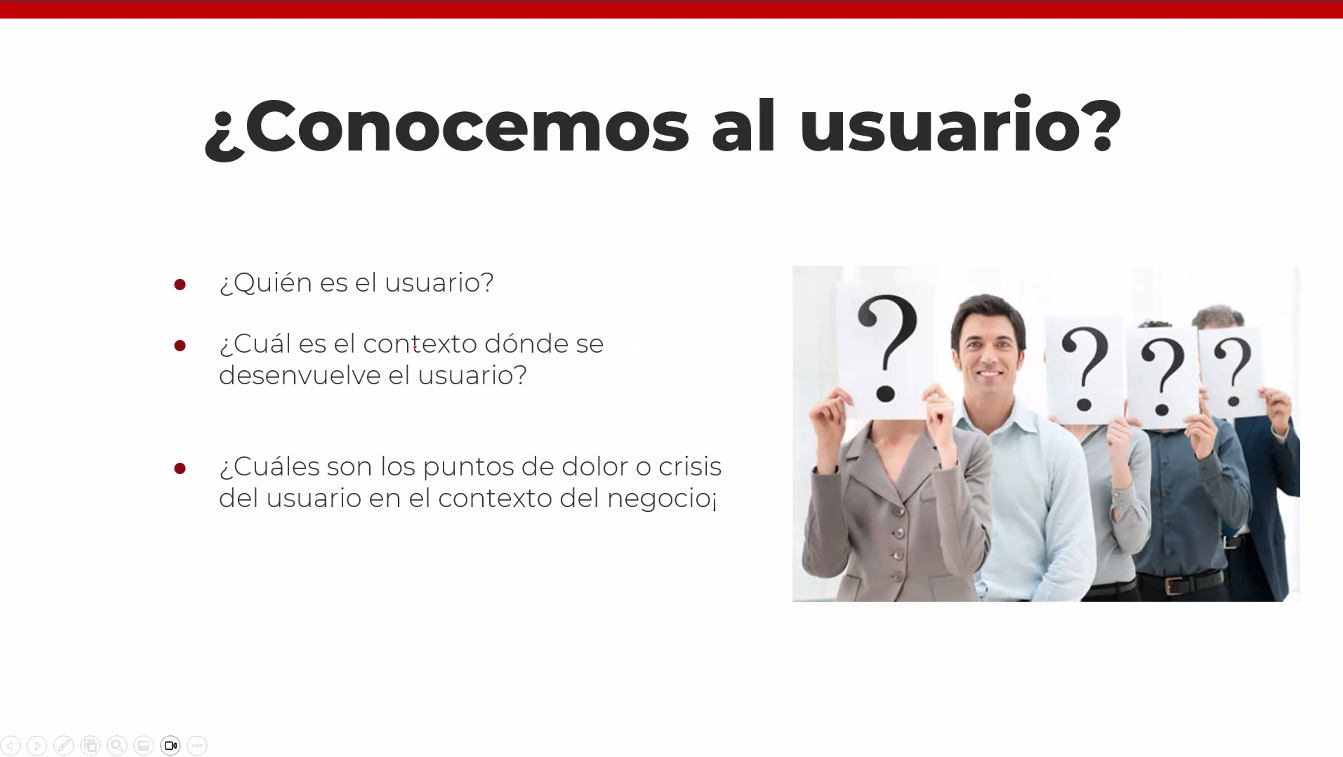 ¿Conocemos al usuario?
¿Quién es el usuario?
¿Cuál es el contexto dónde se
desenvuelve el usuario?
¿Cuáles son los puntos de dolor o crisis
del usuario en el contexto del negocio¡
?
?
?
?